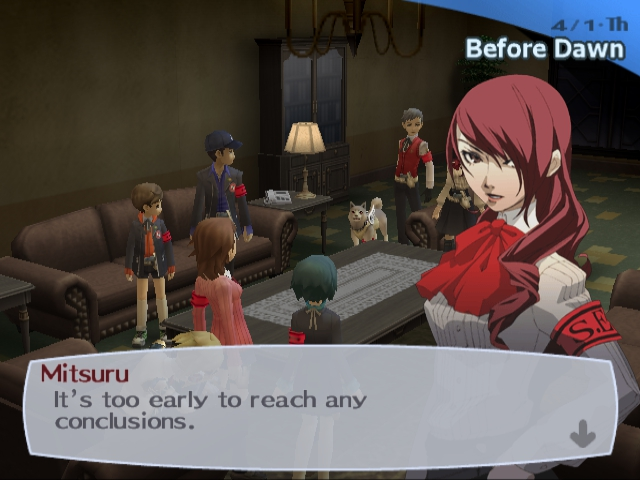 4/1·Th
Before Dawn
S.E
Mitsuru
It's too early to reach any
conclusions.